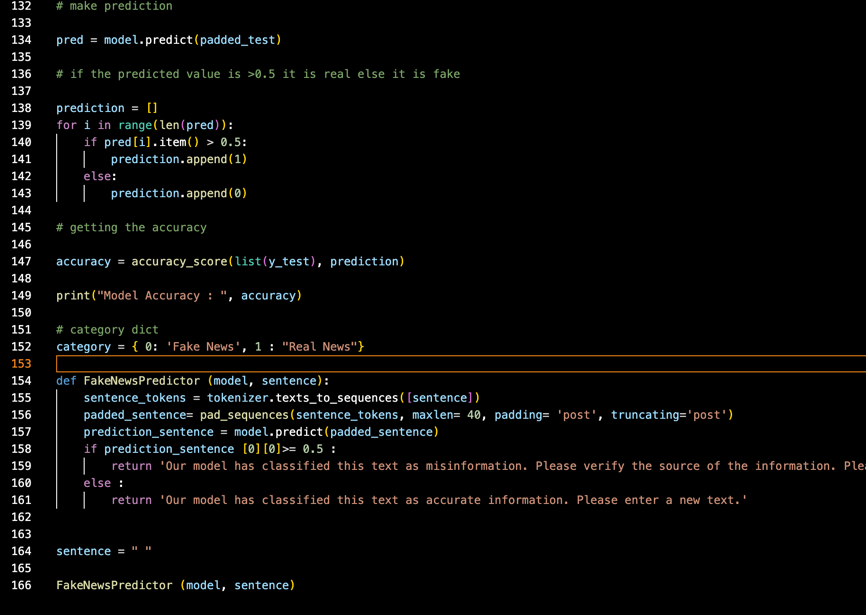 132 # make prediction
133
134 pred = model.predict(padded_test)
135
136 # if the predicted value is >0.5 it is real else it is fake
137
138 prediction = []
139 for i in range(len(pred)):
140     if pred[i].item() > 0.5:
141         prediction.append(1)
142     else:
143         prediction.append(0)
144
145 # getting the accuracy
146
147 accuracy = accuracy_score(list(y_test), prediction)
148
149 print("Model Accuracy : ", accuracy)
150
151 # category dict
152 category = { 0: 'Fake News', 1 : "Real News"}
153
154 def FakeNewsPredictor (model, sentence):
155     sentence_tokens = tokenizer.texts_to_sequences([sentence])
156     padded_sentence= pad_sequences(sentence_tokens, maxlen= 40, padding= 'post', truncating='post')
157     prediction_sentence = model.predict(padded_sentence)
158     if prediction_sentence [0][0]>= 0.5 :
159         return 'Our model has classified this text as misinformation. Please verify the source of the information.
160     else :
161         return 'Our model has classified this text as accurate information. Please enter a new text.'
162
163
164 sentence = " "
165
166 FakeNewsPredictor (model, sentence)